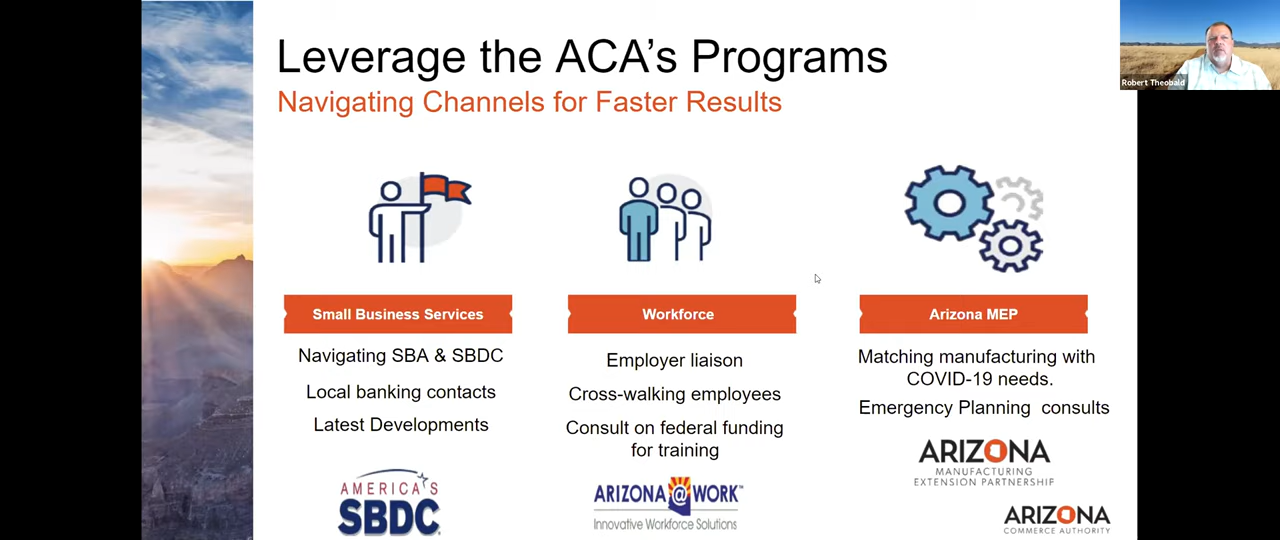 Leverage the ACA's Programs
Navigating Channels for Faster Results
Robert Theobald
Small Business Services
Navigating SBA & SBDC
Local banking contacts
Latest Developments
AMERICA'S
SBDC
Workforce
Employer liaison
Cross-walking employees
Consult on federal funding
for training
ARIZONA@WORK™
Innovative Workforce Solutions
Arizona MEP
Matching manufacturing with
COVID-19 needs.
Emergency Planning consults
ARIZONA
MANUFACTURING
EXTENSION PARTNERSHIP
ARIZONA
COMMERCE AUTHORITY